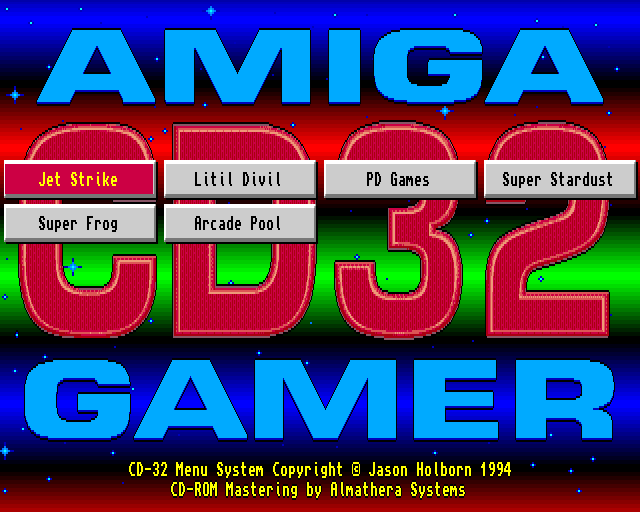 AMIGA
CD32
Jet Strike Litil Divil PD Games Super Stardust
Super Frog Arcade Pool
GAMER
CD-32 Menu System Copyright © Jason Holborn 1994
CD-ROM Mastering by Almathera Systems